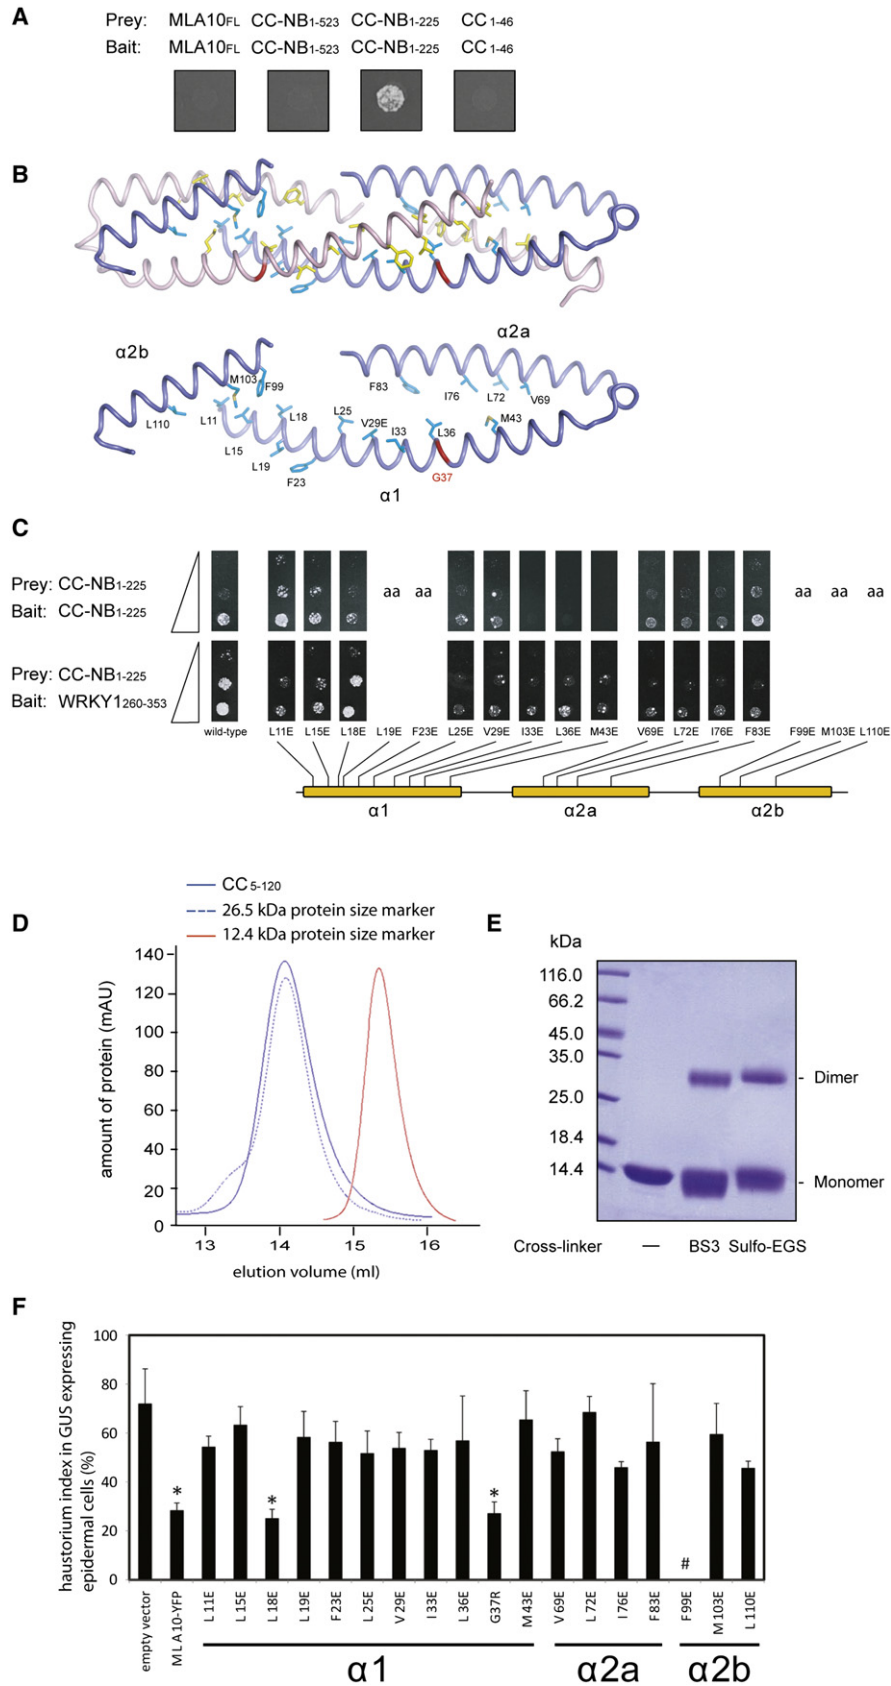 A
Prey: MLA10FL CC-NB1-523 CC-NB1-225 CC1-46
Bait: MLA10FL CC-NB1-523 CC-NB1-225 CC1-46
B
α2b
α2a
M103
F99
L110
L11
L18
L15
L19
F23
L25
V29E
I33
L36
G37
M43
F83
I76
L72
V69
α1
C
Prey: CC-NB1-225
Bait: CC-NB1-225
aa aa aa aa aa
Prey: CC-NB1-225
Bait: WRKY1260-353
wild-type L11E L15E L18E L19E F23E L25E V29E I33E L36E M43E V69E L72E I76E F83E F99E M103E L110E
α1 α2a α2b
D
CC5-120
26.5 kDa protein size marker
12.4 kDa protein size marker
amount of protein (mAU)
140
120
100
80
60
40
20
0
13 14 15 16
elution volume (ml)
E
kDa
116.0
66.2
45.0
35.0
25.0
18.4
14.4
- Dimer
- Monomer
Cross-linker — BS3 Sulfo-EGS
F
haustorium index in GUS expressing
epidermal cells (%)
100
80
60
40
20
0
* * * #
empty vector
MLA10-YFP
L11E
L15E
L18E
L19E
F23E
L25E
V29E
I33E
L36E
G37R
M43E
V69E
L72E
I76E
F83E
F99E
M103E
L110E
α1 α2a α2b